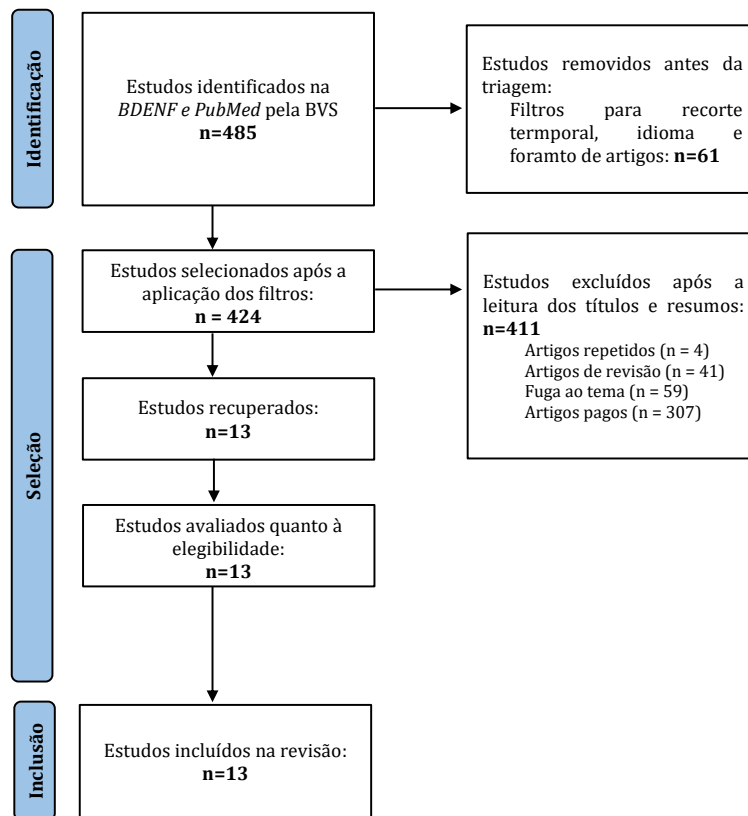 Identificação
Estudos identificados na
BDENF e PubMed pela BVS
n=485
Estudos removidos antes da
triagem:
Filtros para recorte
termporal, idioma e
foramto de artigos: n=61
Seleção
Estudos selecionados após a
aplicação dos filtros:
n = 424
Estudos excluídos após a
leitura dos títulos e resumos:
n=411
Artigos repetidos (n = 4)
Artigos de revisão (n = 41)
Fuga ao tema (n = 59)
Artigos pagos (n = 307)
Estudos recuperados:
n=13
Estudos avaliados quanto à
elegibilidade:
n=13
Inclusão
Estudos incluídos na revisão:
n=13